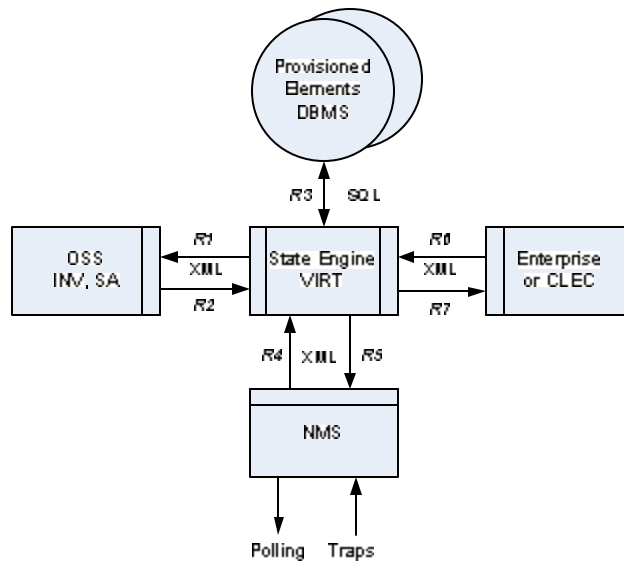 Provisioned
Elements
DBMS
R3 SQL
OSS
INV, SA
R1
XML
R2
State Engine
VIRT
R6
XML
R7
Enterprise
or CLEC
R4 XML R5
NMS
Polling Traps